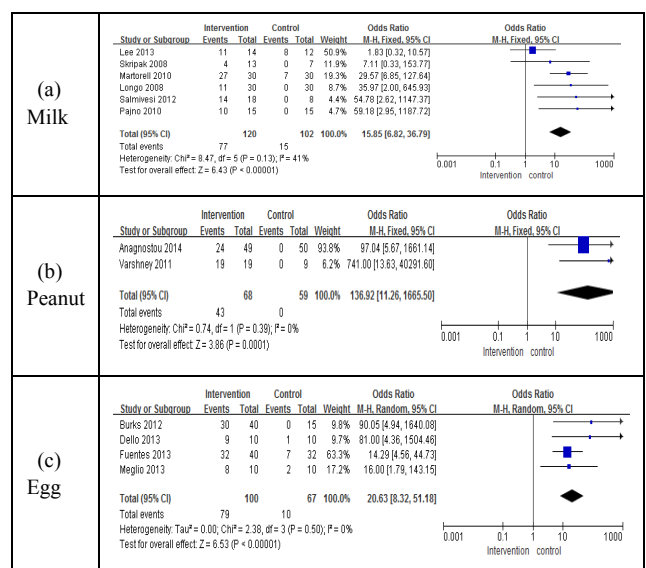 (a)
Milk
Intervention Control Odds Ratio Odds Ratio
Study or Subgroup Events Total Events Total Weight M-H, Fixed, 95% CI M-H, Fixed, 95% CI
Lee 2013 11 14 8 12 50.9% 1.83 [0.32, 10.57]
Skripak 2008 4 13 0 7 5.8% 7.11 [0.33, 153.77]
Martorell 2010 27 30 7 30 29.1% 29.57 [6.85, 127.64]
Longo 2008 11 30 0 30 6.8% 35.97 [2.00, 645.93]
Salmivesi 2012 14 18 0 8 4.4% 54.78 [2.62, 1147.37]
Pajno 2010 10 15 0 15 4.9% 59.18 [2.95, 1187.72]
Total (95% CI) 120 102 100.0% 15.85 [6.82, 36.79]
Total events 77 15
Heterogeneity: Chi² = 8.47, df = 5 (P = 0.13); I² = 41%
Test for overall effect: Z = 6.43 (P < 0.00001)
0.001 0.1 1 10 1000
Intervention control
(b)
Peanut
Intervention Control Odds Ratio Odds Ratio
Study or Subgroup Events Total Events Total Weight M-H, Fixed, 95% CI M-H, Fixed, 95% CI
Anagnostou 2014 24 49 0 50 93.8% 97.04 [5.67, 1661.14]
Varshney 2011 19 19 0 9 6.2% 741.00 [13.63, 40291.60]
Total (95% CI) 68 59 100.0% 136.92 [11.26, 1665.50]
Total events 43 0
Heterogeneity: Chi² = 0.74, df = 1 (P = 0.39); I² = 0%
Test for overall effect: Z = 3.86 (P = 0.0001)
0.001 0.1 1 10 1000
Intervention control
(c)
Egg
Intervention Control Odds Ratio Odds Ratio
Study or Subgroup Events Total Events Total Weight M-H, Random, 95% CI M-H, Random, 95% CI
Burks 2012 30 40 0 15 9.8% 90.05 [4.94, 1640.08]
Dello 2013 9 10 1 10 9.7% 81.00 [4.36, 1504.46]
Fuentes 2013 32 40 7 32 63.3% 14.29 [4.56, 44.73]
Meglio 2013 8 10 2 10 17.2% 16.00 [1.79, 143.15]
Total (95% CI) 100 67 100.0% 20.63 [8.32, 51.18]
Total events 79 10
Heterogeneity: Tau² = 0.00; Chi² = 2.38, df = 3 (P = 0.50); I² = 0%
Test for overall effect: Z = 6.53 (P < 0.00001)
0.001 0.1 1 10 1000
Intervention control